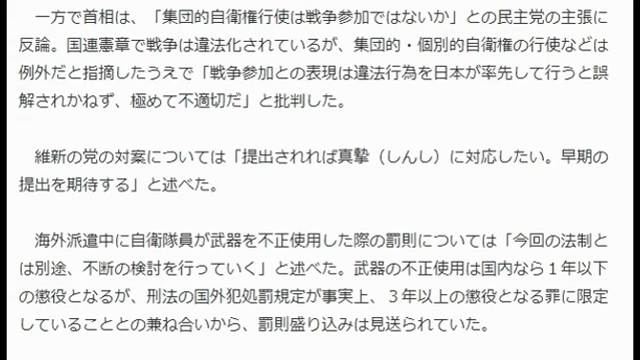 一方で首相は、「集団的自衛権行使は戦争参加ではないか」との民主党の主張に
反論。国連憲章で戦争は違法化されているが、集団的・個別的自衛権の行使などは
例外だと指摘したうえで「戦争参加との表現は違法行為を日本が率先して行うと誤
解されかねず、極めて不適切だ」と批判した。
維新の党の対案については「提出されれば真摯（しんし）に対応したい。早期の
提出を期待する」と述べた。
海外派遣中に自衛隊員が武器を不正使用した際の罰則については「今回の法制と
は別途、不断の検討を行っていく」と述べた。武器の不正使用は国内なら１年以下
の懲役となるが、刑法の国外犯処罰規定が事実上、３年以上の懲役となる罪に限定
していることとの兼ね合いから、罰則盛り込みは見送られていた。